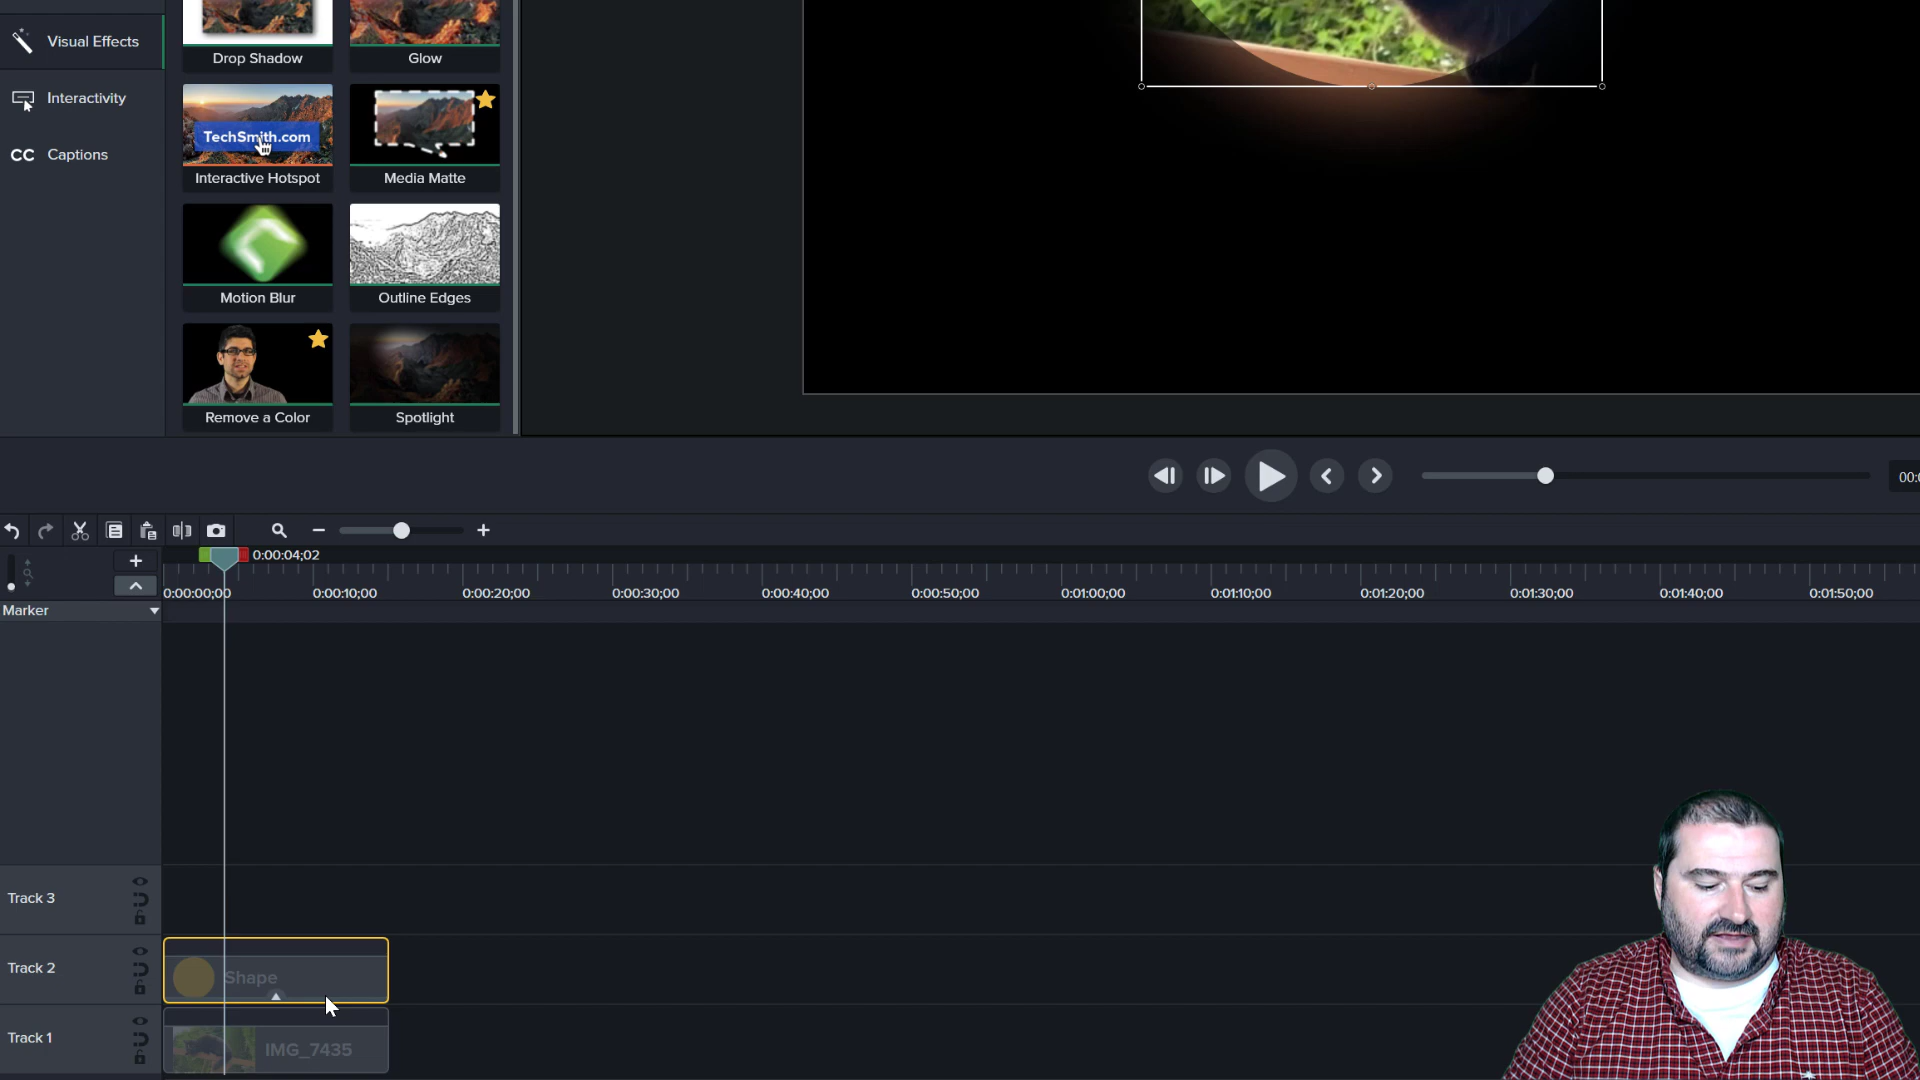 Visual Effects
Interactivity
CC Captions
Drop Shadow
Glow
TechSmith.com
Interactive Hotspot
Media Matte
Motion Blur
Outline Edges
Remove a Color
Spotlight
0:00:04;02
0:00:00;00
0:00:10;00
0:00:20;00
0:00:30;00
0:00:40;00
0:00:50;00
0:01:00;00
0:01:10;00
0:01:20;00
0:01:30;00
0:01:40;00
0:01:50;00
Marker
Track 3
Track 2
Shape
Track 1
IMG_7435